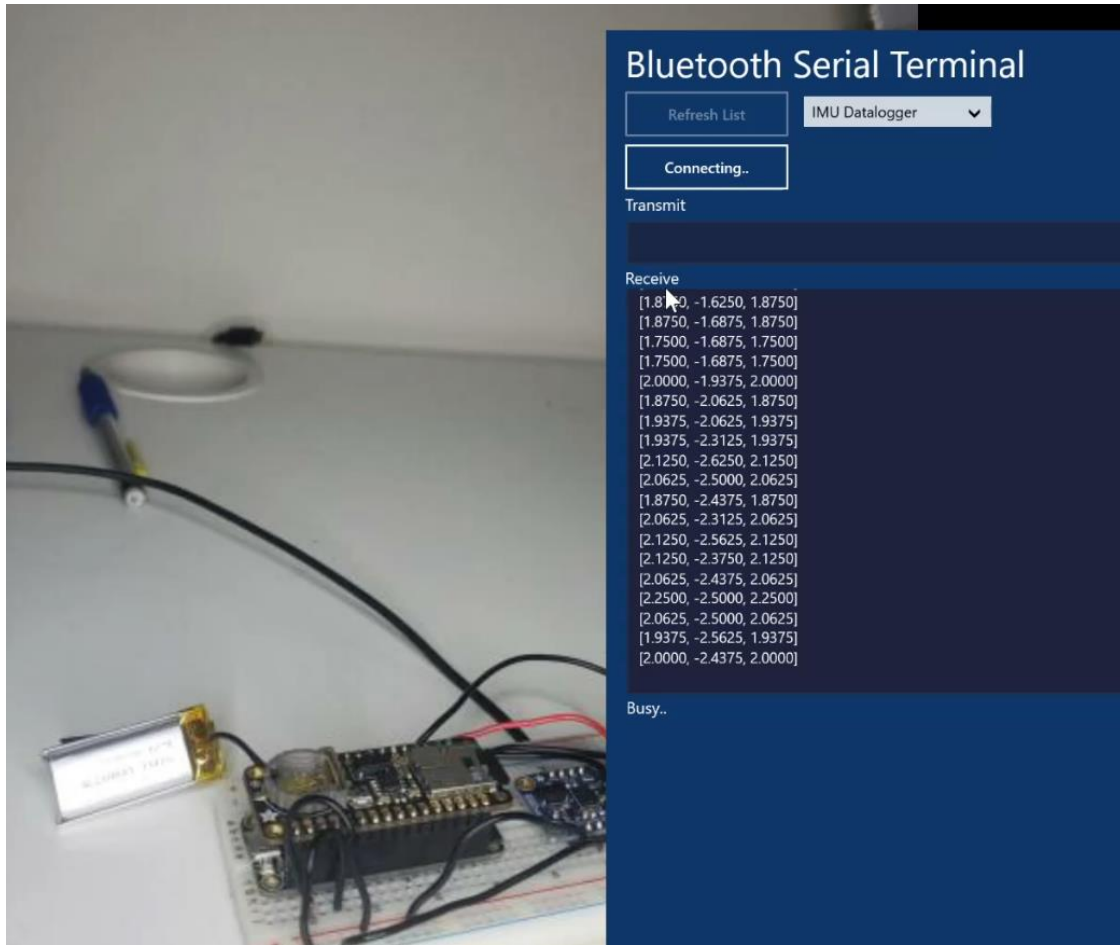 Bluetooth Serial Terminal
Refresh List
IMU Datalogger
Connecting..
Transmit
Receive
-1.6250, 1.8750]
[1.8750, -1.6875, 1.8750]
[1.7500, -1.6875, 1.7500]
[1.7500, -1.6875, 1.7500]
[2.0000, -1.9375, 2.0000]
[1.8750, -2.0625, 1.8750]
[1.9375, -2.0625, 1.9375]
[1.9375, -2.3125, 1.9375]
[2.1250, -2.6250, 2.1250]
[2.0625, -2.5000, 2.0625]
[1.8750, -2.4375, 1.8750]
[2.0625, -2.3125, 2.0625]
[2.1250, -2.5625, 2.1250]
[2.1250, -2.3750, 2.1250]
[2.0625, -2.4375, 2.0625]
[2.2500, -2.5000, 2.2500]
[2.0625, -2.5000, 2.0625]
[1.9375, -2.5625, 1.9375]
[2.0000, -2.4375, 2.0000]
Busy..